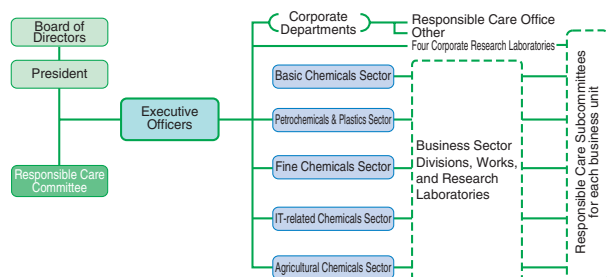 Board of
Directors
President
Responsible Care
Committee
Executive
Officers
Corporate
Departments
Responsible Care Office
Other
Four Corporate Research Laboratories
Basic Chemicals Sector
Petrochemicals & Plastics Sector
Fine Chemicals Sector
IT-related Chemicals Sector
Agricultural Chemicals Sector
Business Sector
Divisions, Works,
and Research
Laboratories
Responsible Care Subcommittees
for each business unit